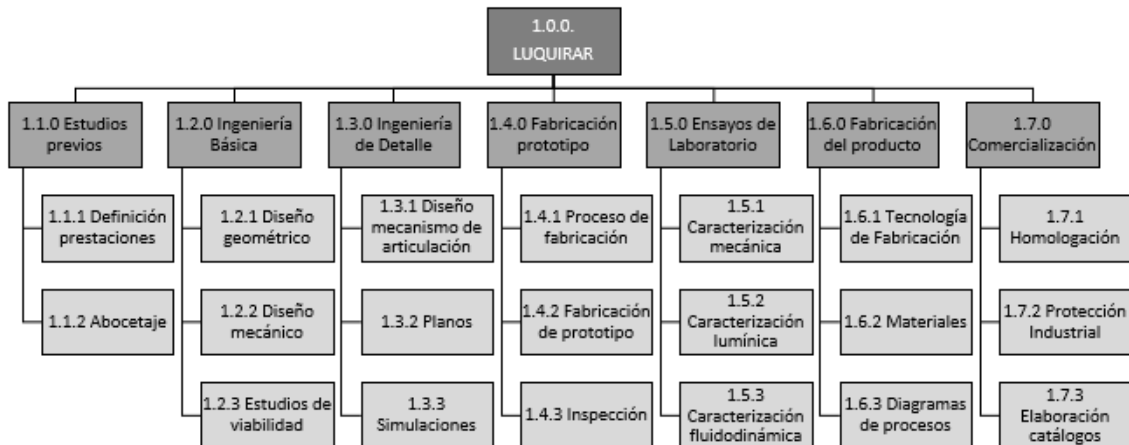 1.0.0.
LUQUIRAR
1.1.0 Estudios
previos
1.2.0 Ingeniería
Básica
1.3.0 Ingeniería
de Detalle
1.4.0 Fabricación
prototipo
1.5.0 Ensayos de
Laboratorio
1.6.0 Fabricación
del producto
1.7.0
Comercialización
1.1.1 Definición
prestaciones
1.2.1 Diseño
geométrico
1.3.1 Diseño
mecanismo de
articulación
1.4.1 Proceso de
fabricación
1.5.1
Caracterización
mecánica
1.6.1 Tecnología
de Fabricación
1.7.1
Homologación
1.1.2 Abocetaje
1.2.2 Diseño
mecánico
1.3.2 Planos
1.4.2 Fabricación
de prototipo
1.5.2
Caracterización
lumínica
1.6.2 Materiales
1.7.2 Protección
Industrial
1.2.3 Estudios de
viabilidad
1.3.3
Simulaciones
1.4.3 Inspección
1.5.3
Caracterización
fluidodinámica
1.6.3 Diagramas
de procesos
1.7.3
Elaboración
catálogos